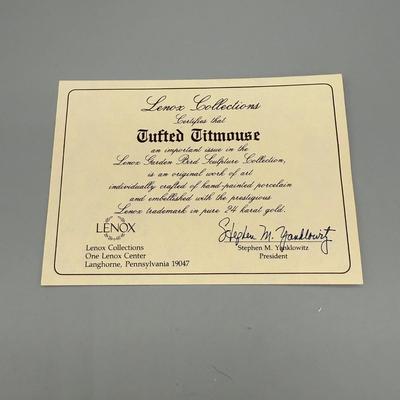 Lenox Collections
Certifies that
Tufted Titmouse
an important issue in the
Lenox Garden Bird Sculpture Collection,
is an original work of art
individually crafted of hand-painted porcelain
and embellished with the prestigious
Lenox trademark in pure 24 karat gold.
LENOX
Lenox Collections
One Lenox Center
Langhorne, Pennsylvania 19047
Stephen M. Yanklowitz
Stephen M. Yanklowitz
President